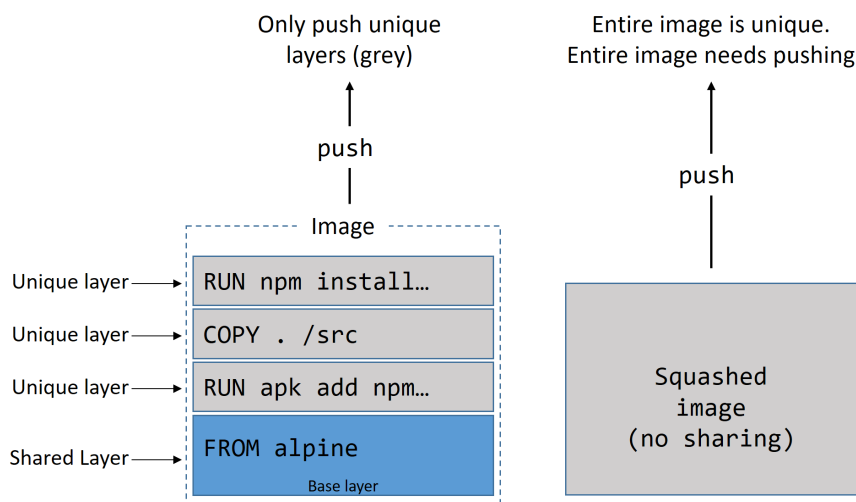 Only push unique
layers (grey)
push
Image
Unique layer
RUN npm install…
Unique layer
COPY . /src
Unique layer
RUN apk add npm…
Shared Layer
FROM alpine
Base layer
Entire image is unique.
Entire image needs pushing
push
Squashed
image
(no sharing)